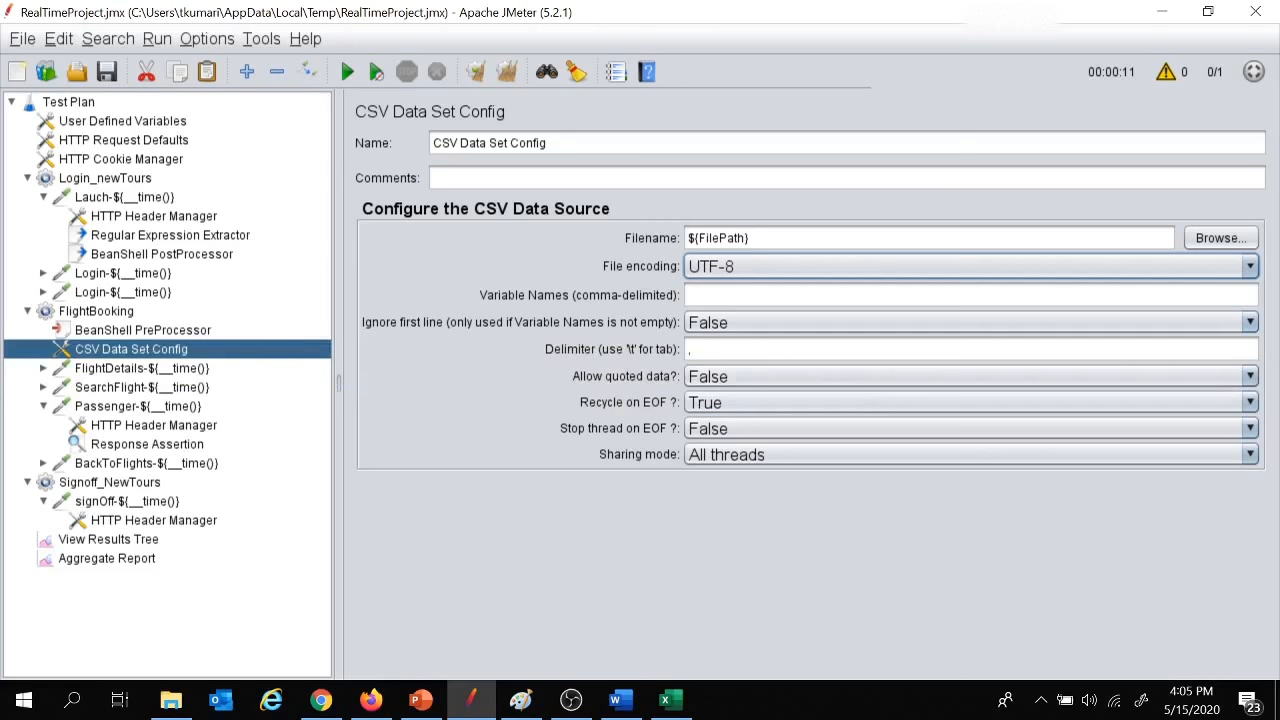 RealTimeProject.jmx (C:\Users\tkumari\AppData\Local\Temp\RealTimeProject.jmx) - Apache JMeter (5.2.1)
File Edit Search Run Options Tools Help
00:00:11 0 0/1
Test Plan
User Defined Variables
HTTP Request Defaults
HTTP Cookie Manager
Login_newTours
Lauch-${__time()}
HTTP Header Manager
Regular Expression Extractor
BeanShell PostProcessor
Login-${__time()}
Login-${__time()}
FlightBooking
BeanShell PreProcessor
CSV Data Set Config
FlightDetails-${__time()}
SearchFlight-${__time()}
Passenger-${__time()}
HTTP Header Manager
Response Assertion
BackToFlights-${__time()}
Signoff_NewTours
signOff-${__time()}
HTTP Header Manager
View Results Tree
Aggregate Report
CSV Data Set Config
Name: CSV Data Set Config
Comments:
Configure the CSV Data Source
Filename: ${FilePath} Browse...
File encoding: UTF-8
Variable Names (comma-delimited):
Ignore first line (only used if Variable Names is not empty): False
Delimiter (use '\t' for tab): ,
Allow quoted data?: False
Recycle on EOF ?: True
Stop thread on EOF ?: False
Sharing mode: All threads
4:05 PM
5/15/2020
23